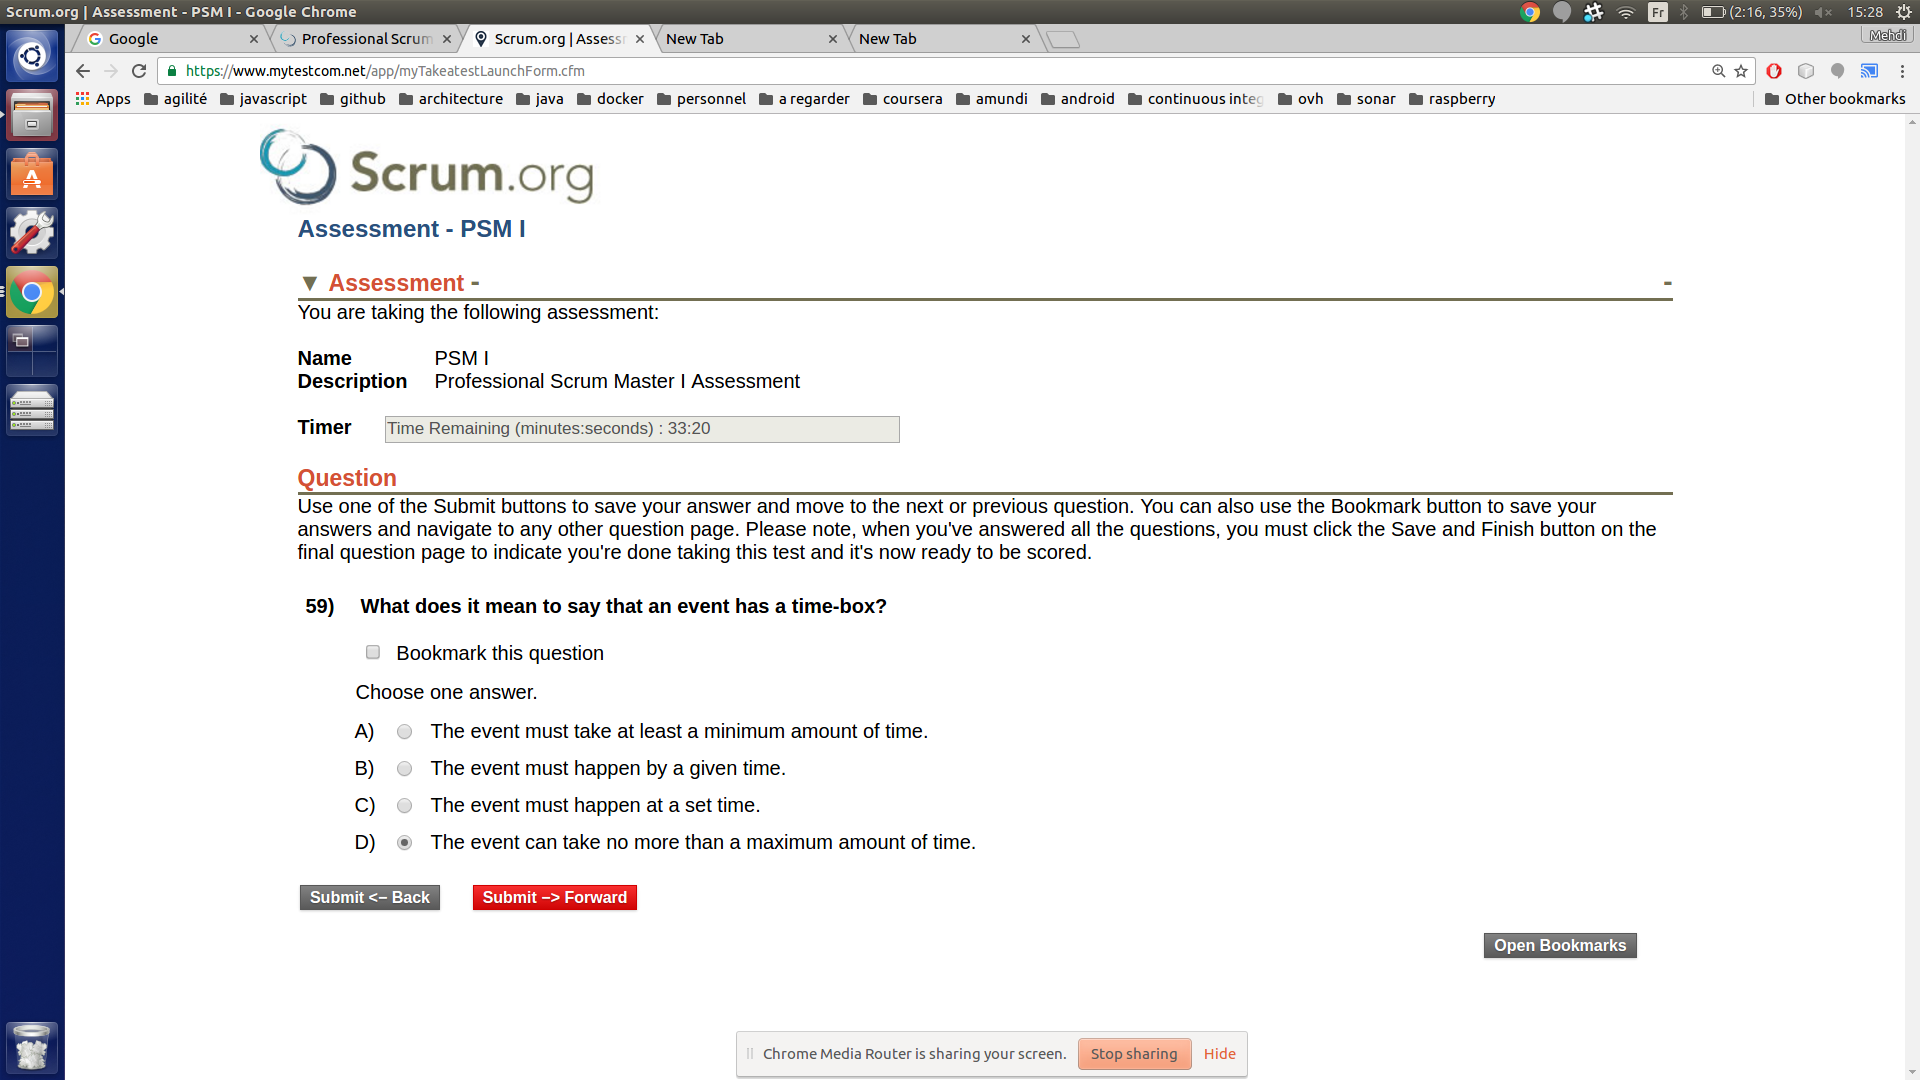 Scrum.org | Assessment - PSM I - Google Chrome
Fr
(2:16, 35%)
15:28
Google
Professional Scrum
Scrum.org | Assess
New Tab
New Tab
Mehdi
https://www.mytestcom.net/app/myTakeatestLaunchForm.cfm
Apps agilité javascript github architecture java docker personnel a regarder coursera amundi android continuous integ ovh sonar raspberry Other bookmarks
Scrum.org
Assessment - PSM I
▼ Assessment - -
You are taking the following assessment:
Name PSM I
Description Professional Scrum Master I Assessment
Timer Time Remaining (minutes:seconds) : 33:20
Question
Use one of the Submit buttons to save your answer and move to the next or previous question. You can also use the Bookmark button to save your
answers and navigate to any other question page. Please note, when you've answered all the questions, you must click the Save and Finish button on the
final question page to indicate you're done taking this test and it's now ready to be scored.
59) What does it mean to say that an event has a time-box?
Bookmark this question
Choose one answer.
A) The event must take at least a minimum amount of time.
B) The event must happen by a given time.
C) The event must happen at a set time.
D) The event can take no more than a maximum amount of time.
Submit <– Back Submit –> Forward
Open Bookmarks
Chrome Media Router is sharing your screen. Stop sharing Hide